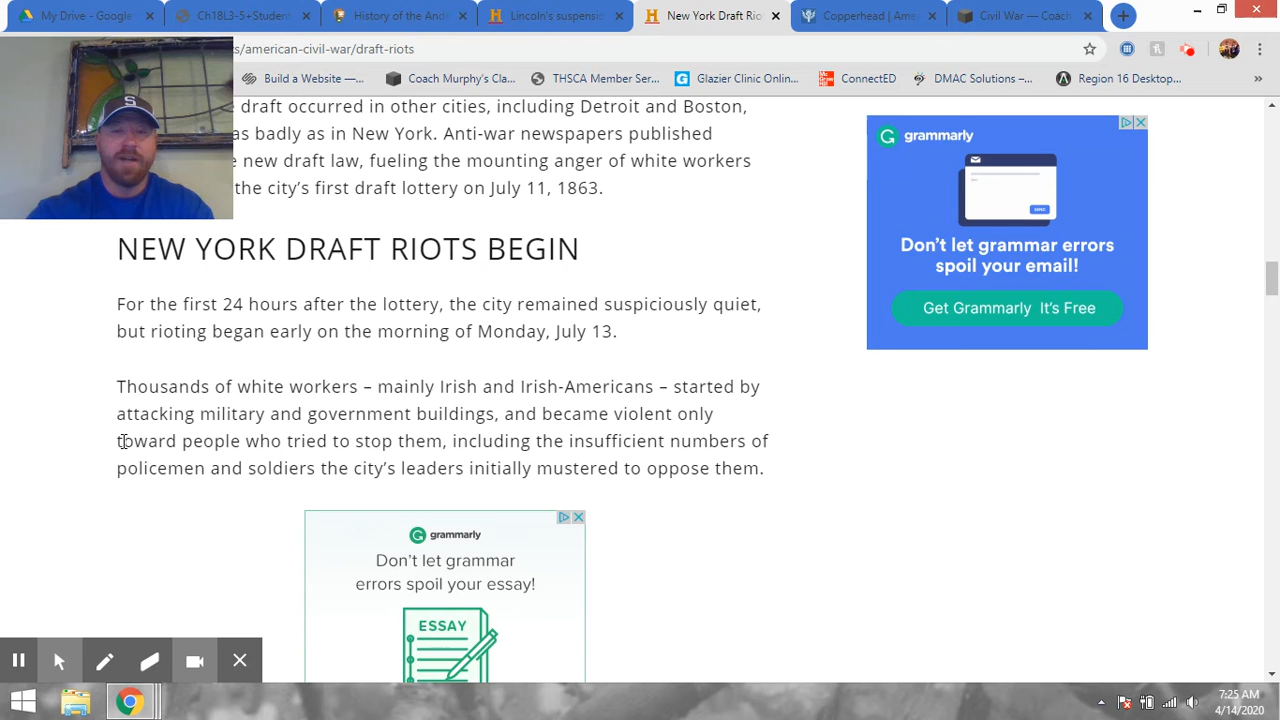 My Drive - Google
Ch18L3-5+Student
History of the And
Lincoln's suspensio
New York Draft Rio
Copperhead | Ame
Civil War — Coach
s/american-civil-war/draft-riots
Build a Website —...
Coach Murphy's Cla...
THSCA Member Ser...
Glazier Clinic Onlin...
ConnectED
DMAC Solutions –...
Region 16 Desktop...
»
e draft occurred in other cities, including Detroit and Boston,
as badly as in New York. Anti-war newspapers published
e new draft law, fueling the mounting anger of white workers
the city's first draft lottery on July 11, 1863.
NEW YORK DRAFT RIOTS BEGIN
For the first 24 hours after the lottery, the city remained suspiciously quiet,
but rioting began early on the morning of Monday, July 13.
Thousands of white workers – mainly Irish and Irish-Americans – started by
attacking military and government buildings, and became violent only
toward people who tried to stop them, including the insufficient numbers of
policemen and soldiers the city's leaders initially mustered to oppose them.
grammarly
SEND
Don't let grammar errors
spoil your email!
Get Grammarly It's Free
grammarly
Don't let grammar
errors spoil your essay!
ESSAY
S
7:25 AM
4/14/2020